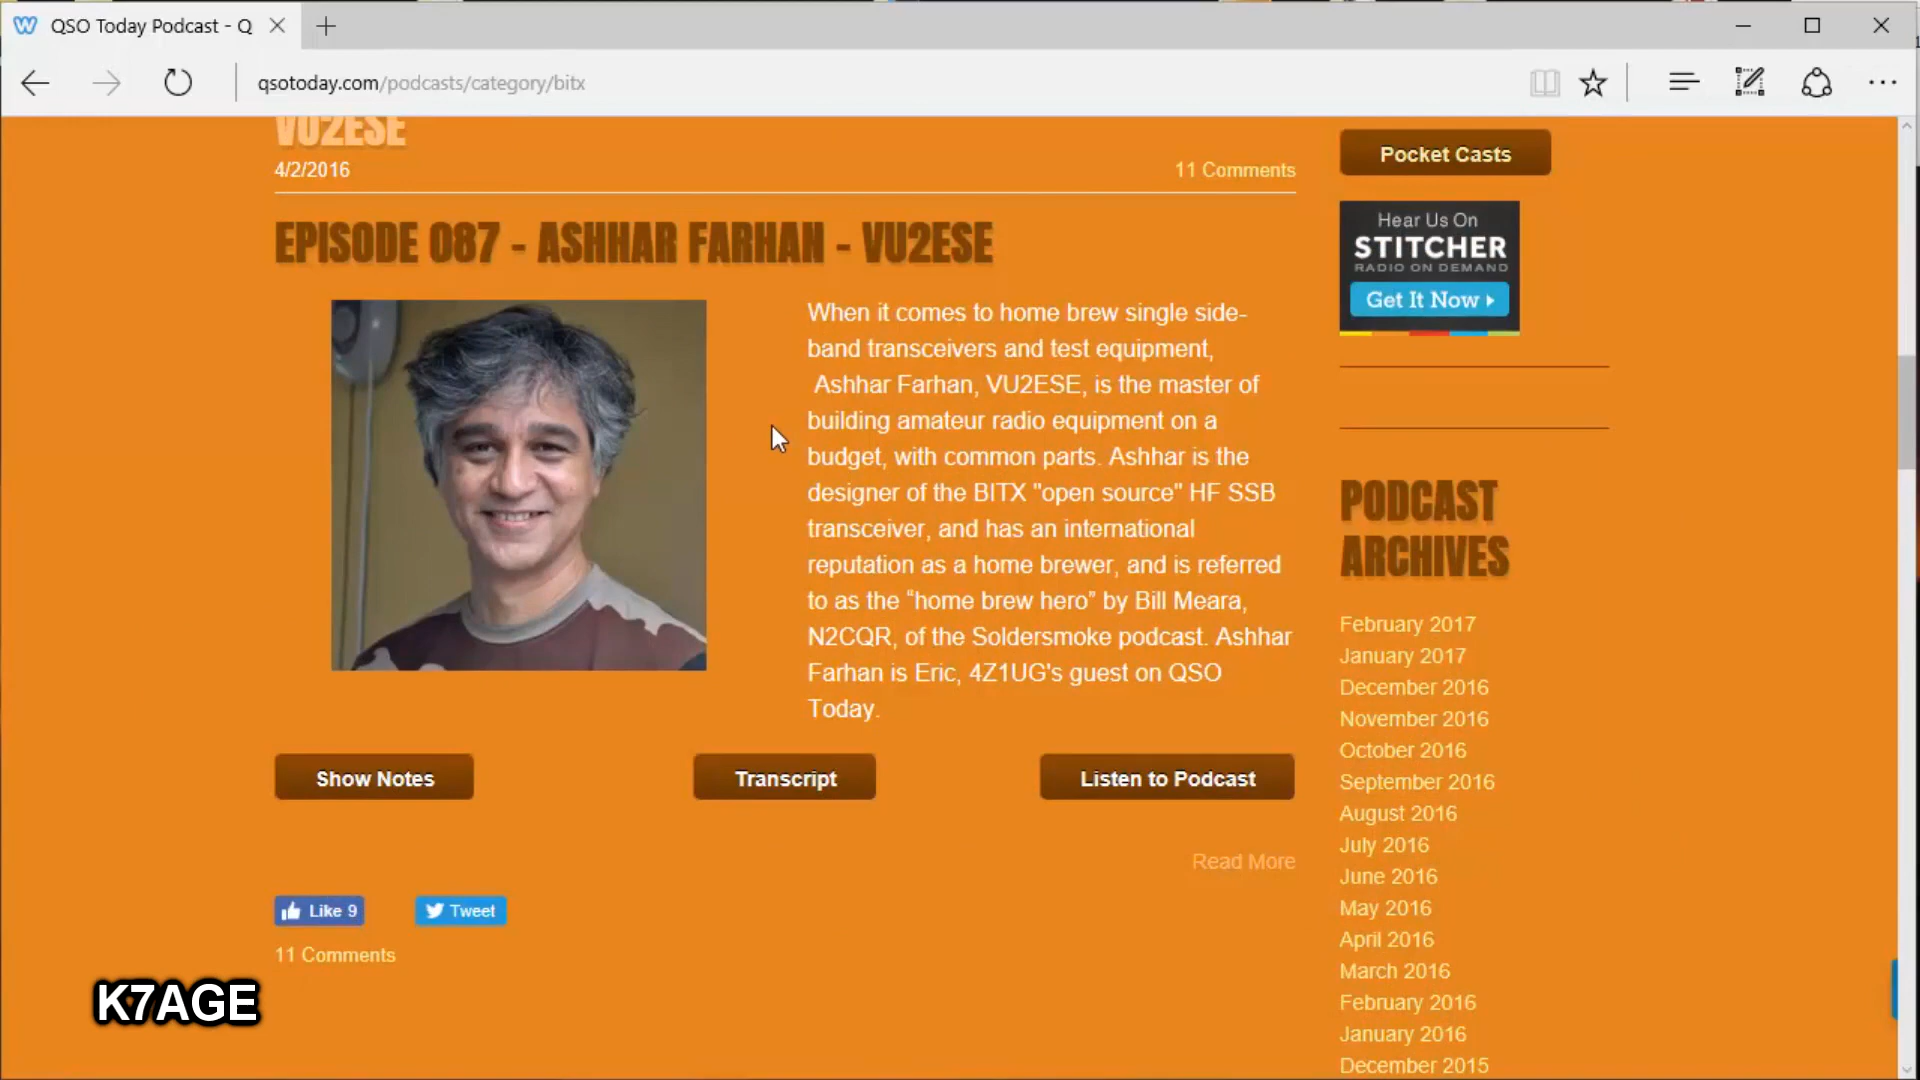 QSO Today Podcast - Q
qsotoday.com/podcasts/category/bitx
VU2ESE
4/2/2016
11 Comments
EPISODE 087 - ASHHAR FARHAN - VU2ESE
When it comes to home brew single side-
band transceivers and test equipment,
Ashhar Farhan, VU2ESE, is the master of
building amateur radio equipment on a
budget, with common parts. Ashhar is the
designer of the BITX "open source" HF SSB
transceiver, and has an international
reputation as a home brewer, and is referred
to as the “home brew hero” by Bill Meara,
N2CQR, of the Soldersmoke podcast. Ashhar
Farhan is Eric, 4Z1UG's guest on QSO
Today.
Show Notes
Transcript
Listen to Podcast
Read More
Like 9
Tweet
11 Comments
K7AGE
Pocket Casts
Hear Us On
STITCHER
RADIO ON DEMAND
Get It Now
PODCAST
ARCHIVES
February 2017
January 2017
December 2016
November 2016
October 2016
September 2016
August 2016
July 2016
June 2016
May 2016
April 2016
March 2016
February 2016
January 2016
December 2015